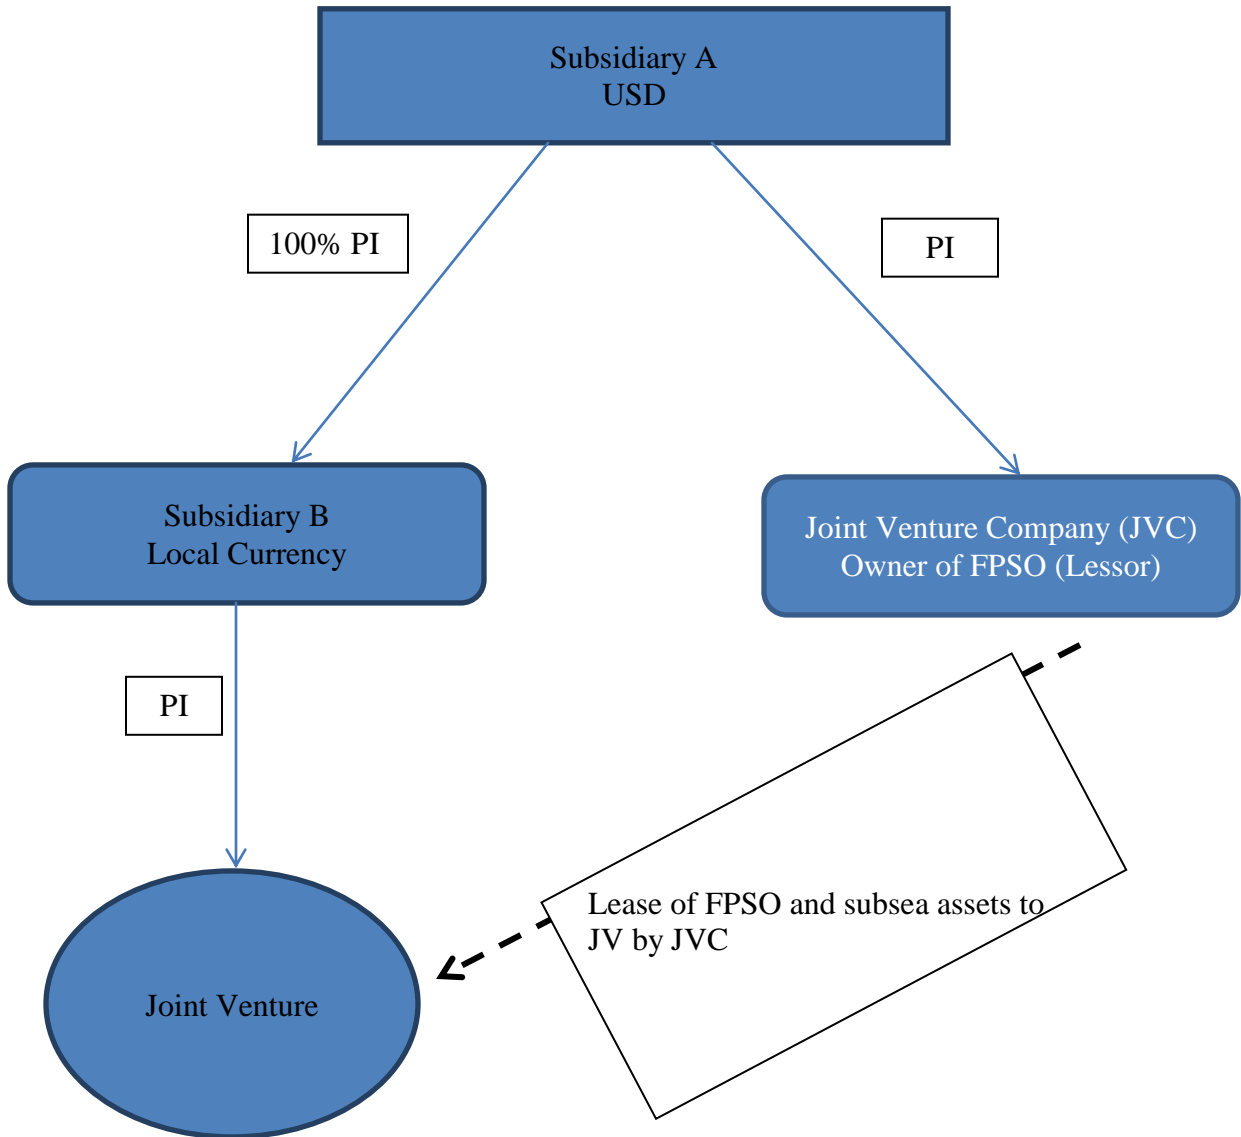 Subsidiary A
USD
100% PI
PI
Subsidiary B
Local Currency
Joint Venture Company (JVC)
Owner of FPSO (Lessor)
PI
Lease of FPSO and subsea assets to
JV by JVC
Joint Venture